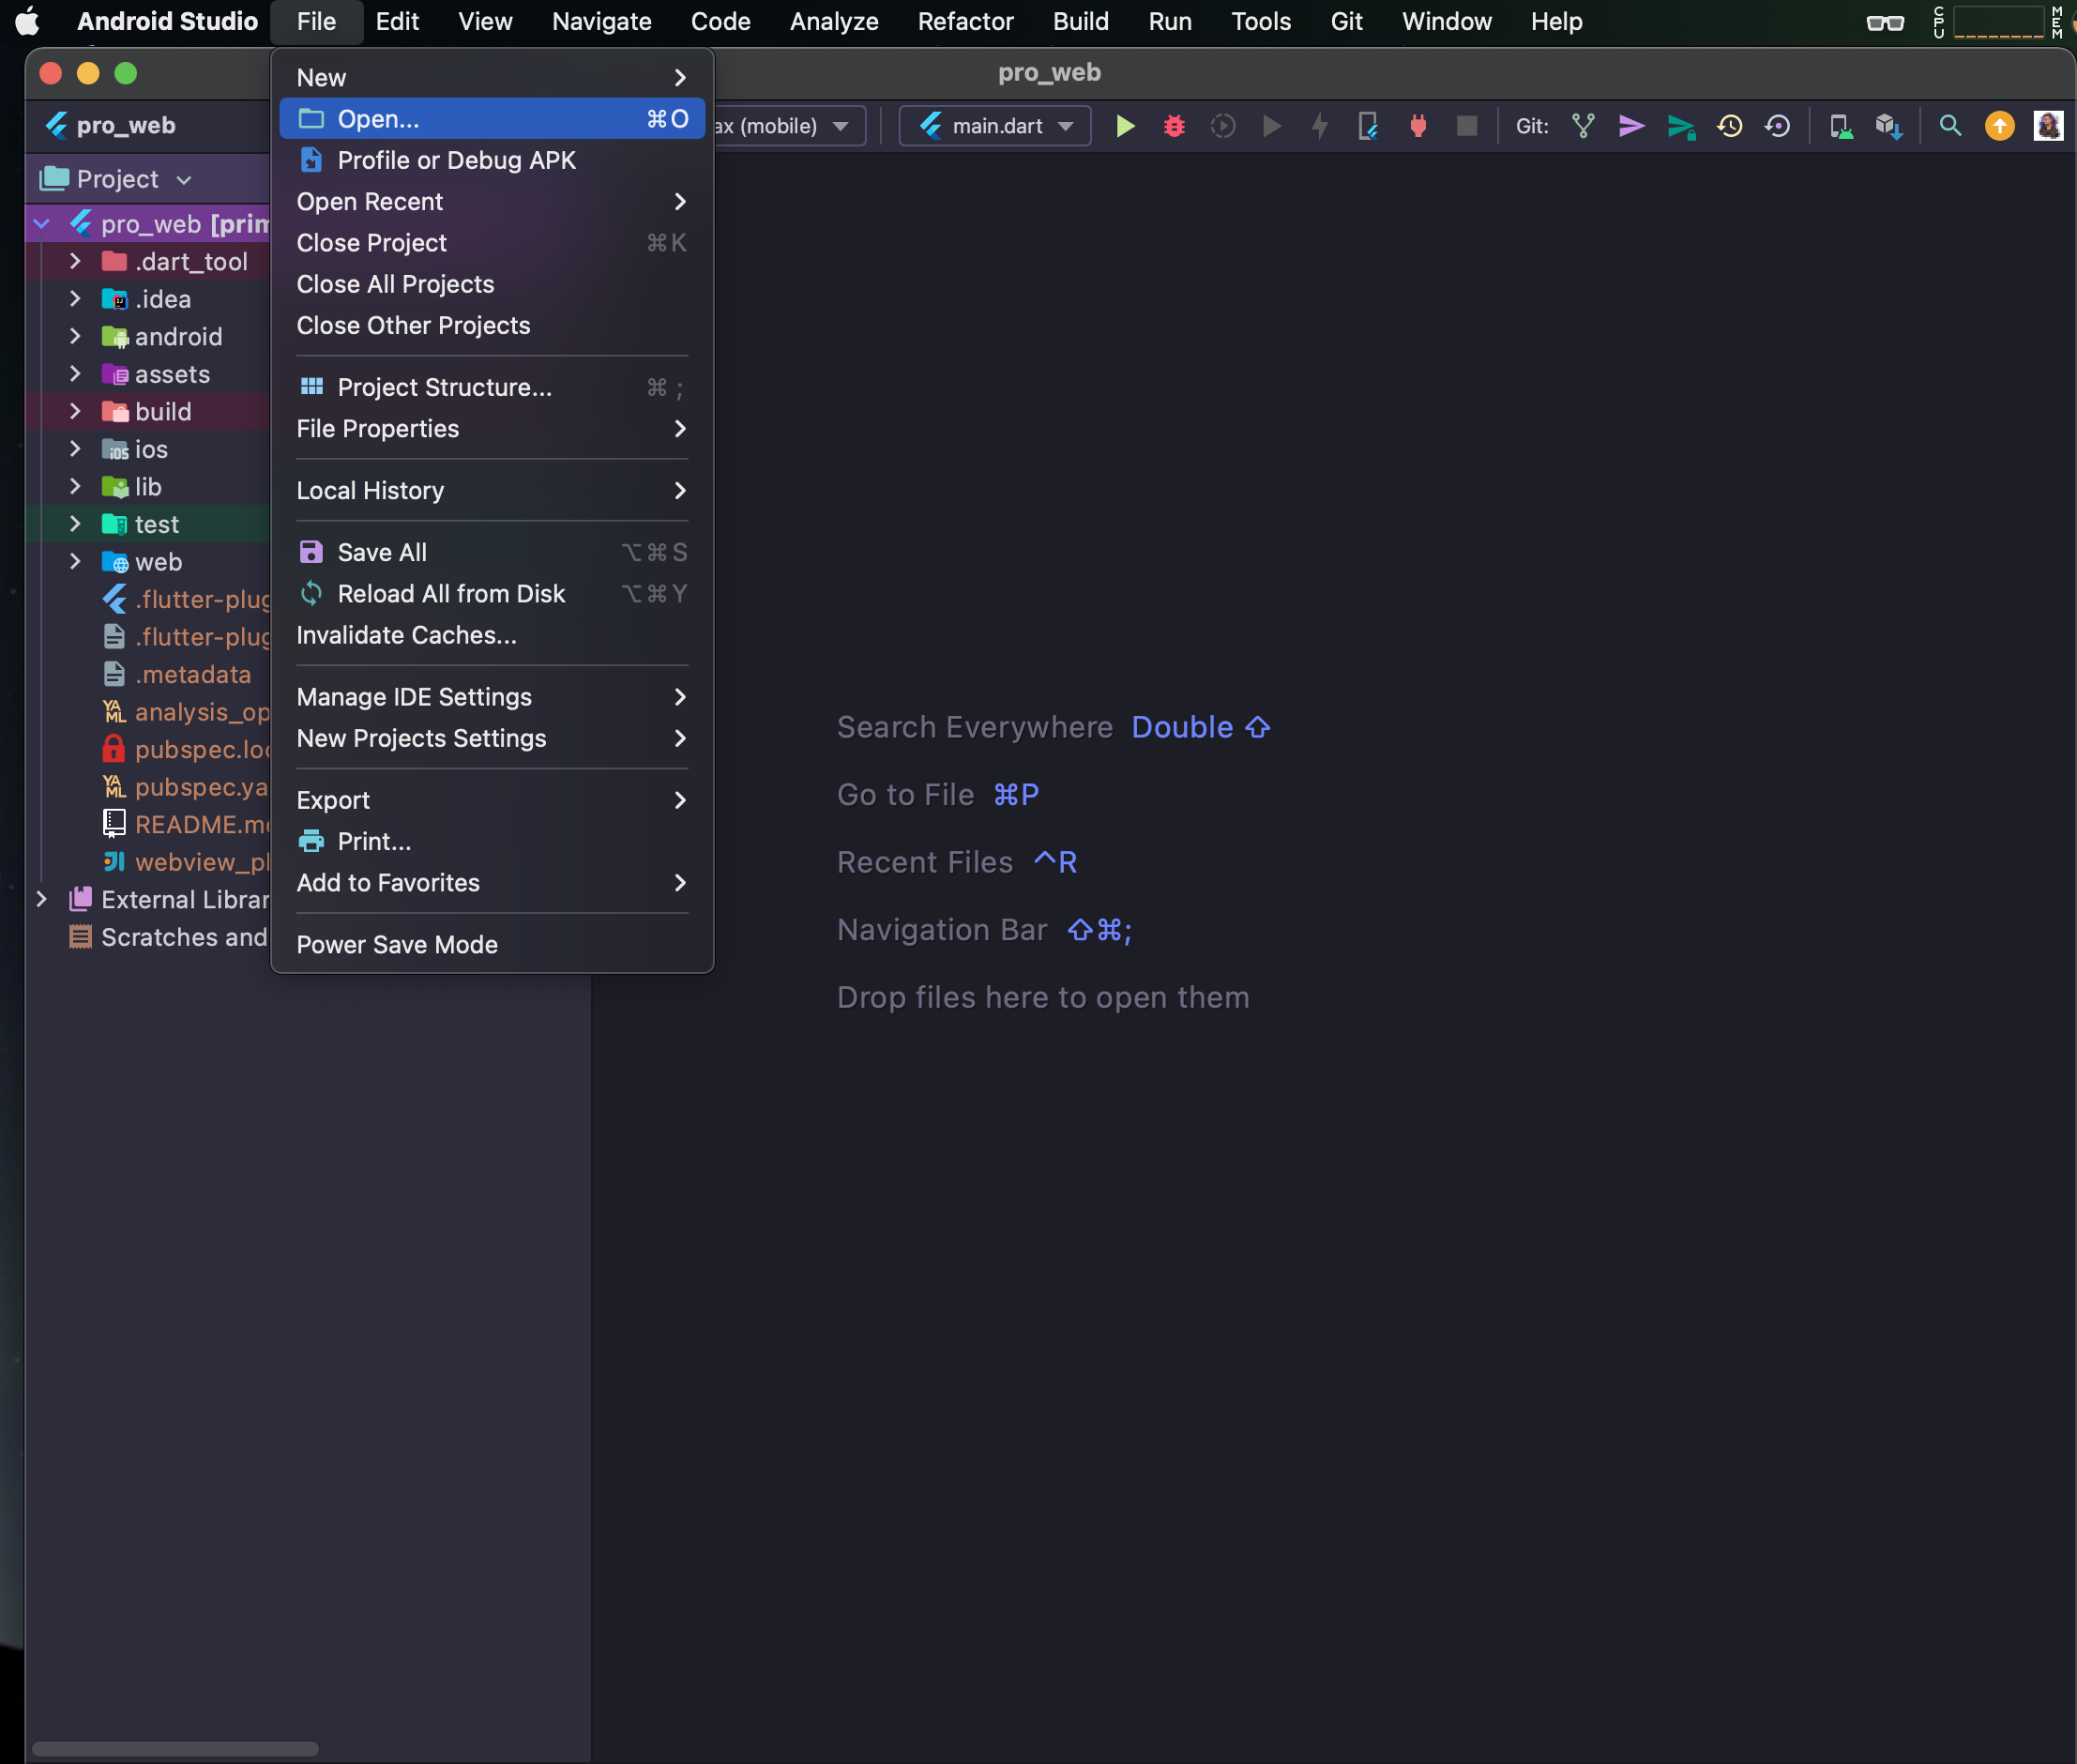 Android Studio File Edit View Navigate Code Analyze Refactor Build Run Tools Git Window Help CPU MEM
pro_web
pro_web ax (mobile) main.dart Git:
Project
pro_web [prim
.dart_tool
.idea
android
assets
build
ios
lib
test
web
.flutter-plug
.flutter-plug
.metadata
analysis_op
pubspec.loc
pubspec.ya
README.m
webview_pl
External Librar
Scratches and
New
Open... ⌘O
Profile or Debug APK
Open Recent
Close Project ⌘K
Close All Projects
Close Other Projects
Project Structure... ⌘;
File Properties
Local History
Save All ⌥⌘S
Reload All from Disk ⌥⌘Y
Invalidate Caches...
Manage IDE Settings
New Projects Settings
Export
Print...
Add to Favorites
Power Save Mode
Search Everywhere Double ⇧
Go to File ⌘P
Recent Files ^R
Navigation Bar ⇧⌘;
Drop files here to open them